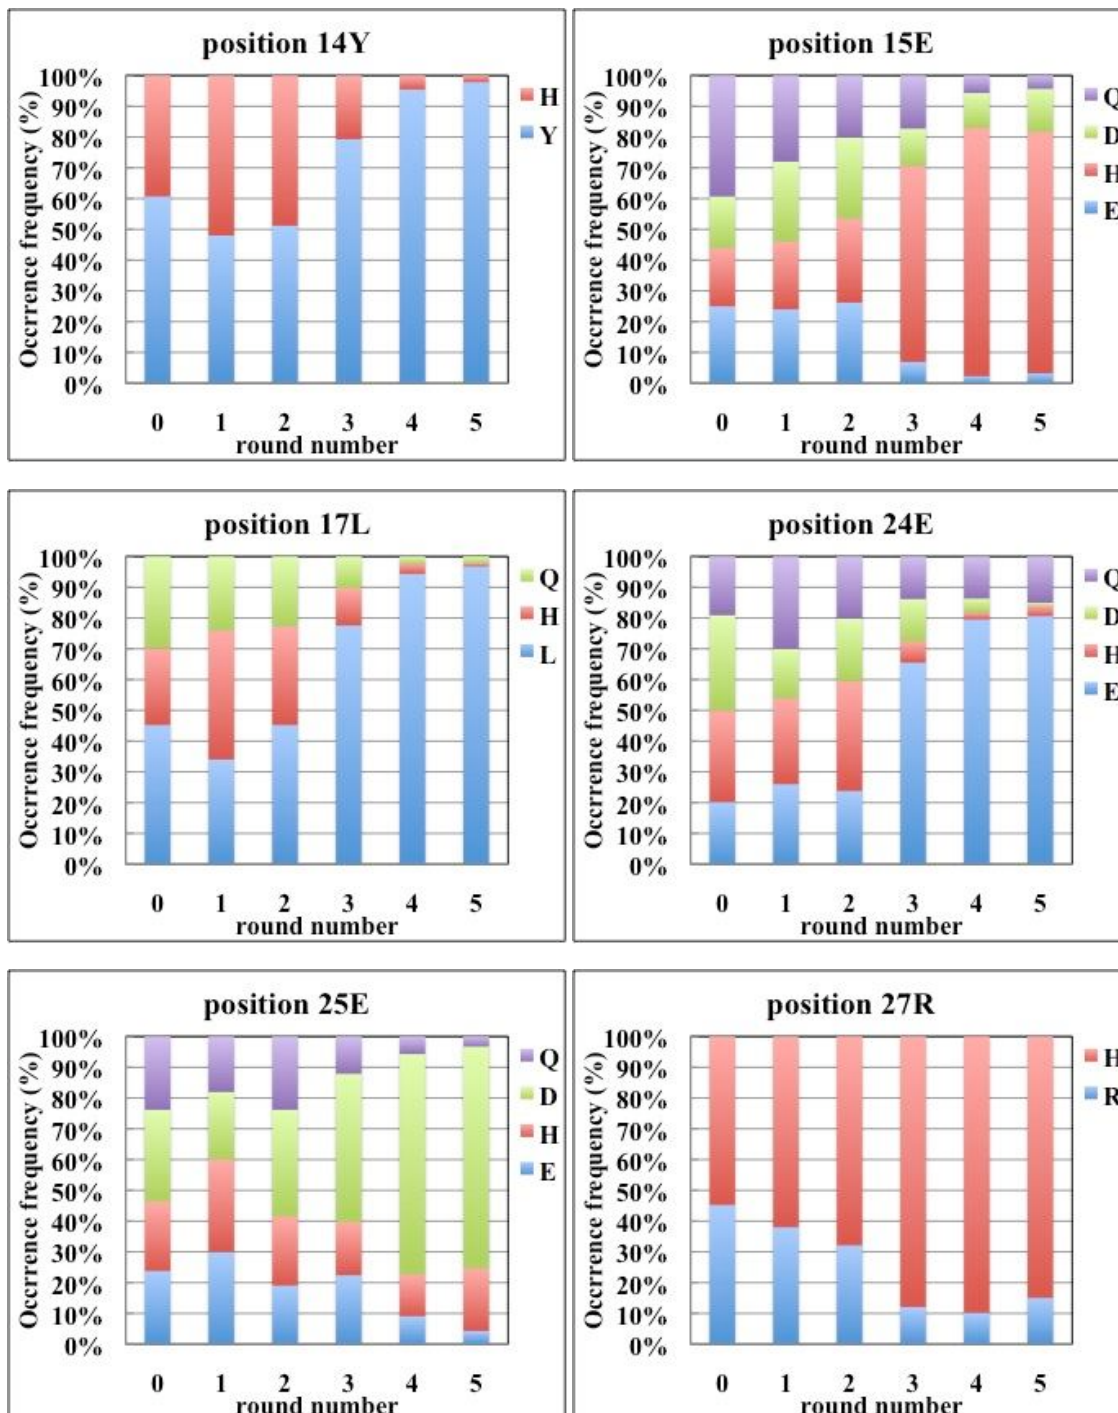 position 14Y
Occrrence frequency (%)
100%
90%
80%
70%
60%
50%
40%
30%
20%
10%
0%
0 1 2 3 4 5
round number
H
Y
position 15E
Occrrence frequency (%)
100%
90%
80%
70%
60%
50%
40%
30%
20%
10%
0%
0 1 2 3 4 5
round number
Q
D
H
E
position 17L
Occrrence frequency (%)
100%
90%
80%
70%
60%
50%
40%
30%
20%
10%
0%
0 1 2 3 4 5
round number
Q
H
L
position 24E
Occrrence frequency (%)
100%
90%
80%
70%
60%
50%
40%
30%
20%
10%
0%
0 1 2 3 4 5
round number
Q
D
H
E
position 25E
Occrrence frequency (%)
100%
90%
80%
70%
60%
50%
40%
30%
20%
10%
0%
0 1 2 3 4 5
round number
Q
D
H
E
position 27R
Occrrence frequency (%)
100%
90%
80%
70%
60%
50%
40%
30%
20%
10%
0%
0 1 2 3 4 5
round number
H
R